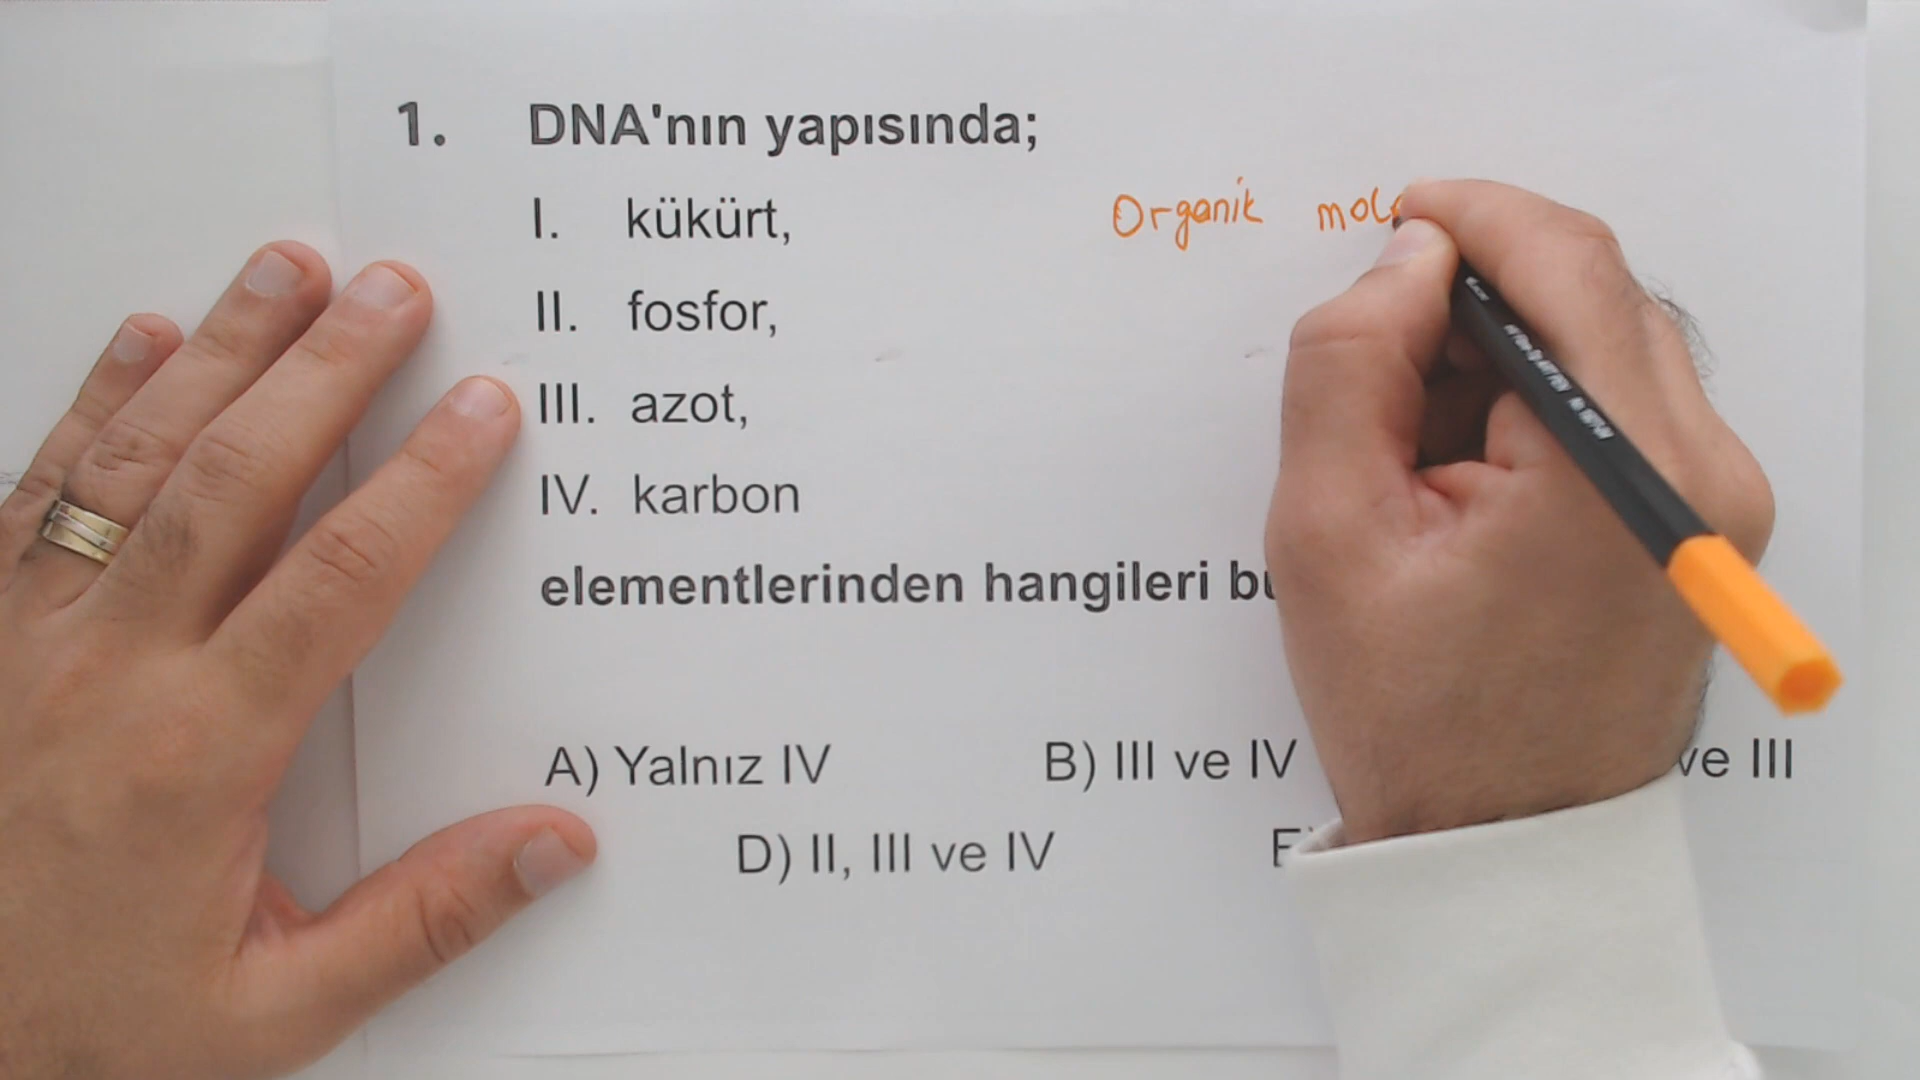 1. DNA'nın yapısında;
I. kükürt,
Organik
II. fosfor,
III. azot,
IV. karbon
elementlerinden hangileri
A) Yalnız IV B) III ve IV ve III
D) II, III ve IV